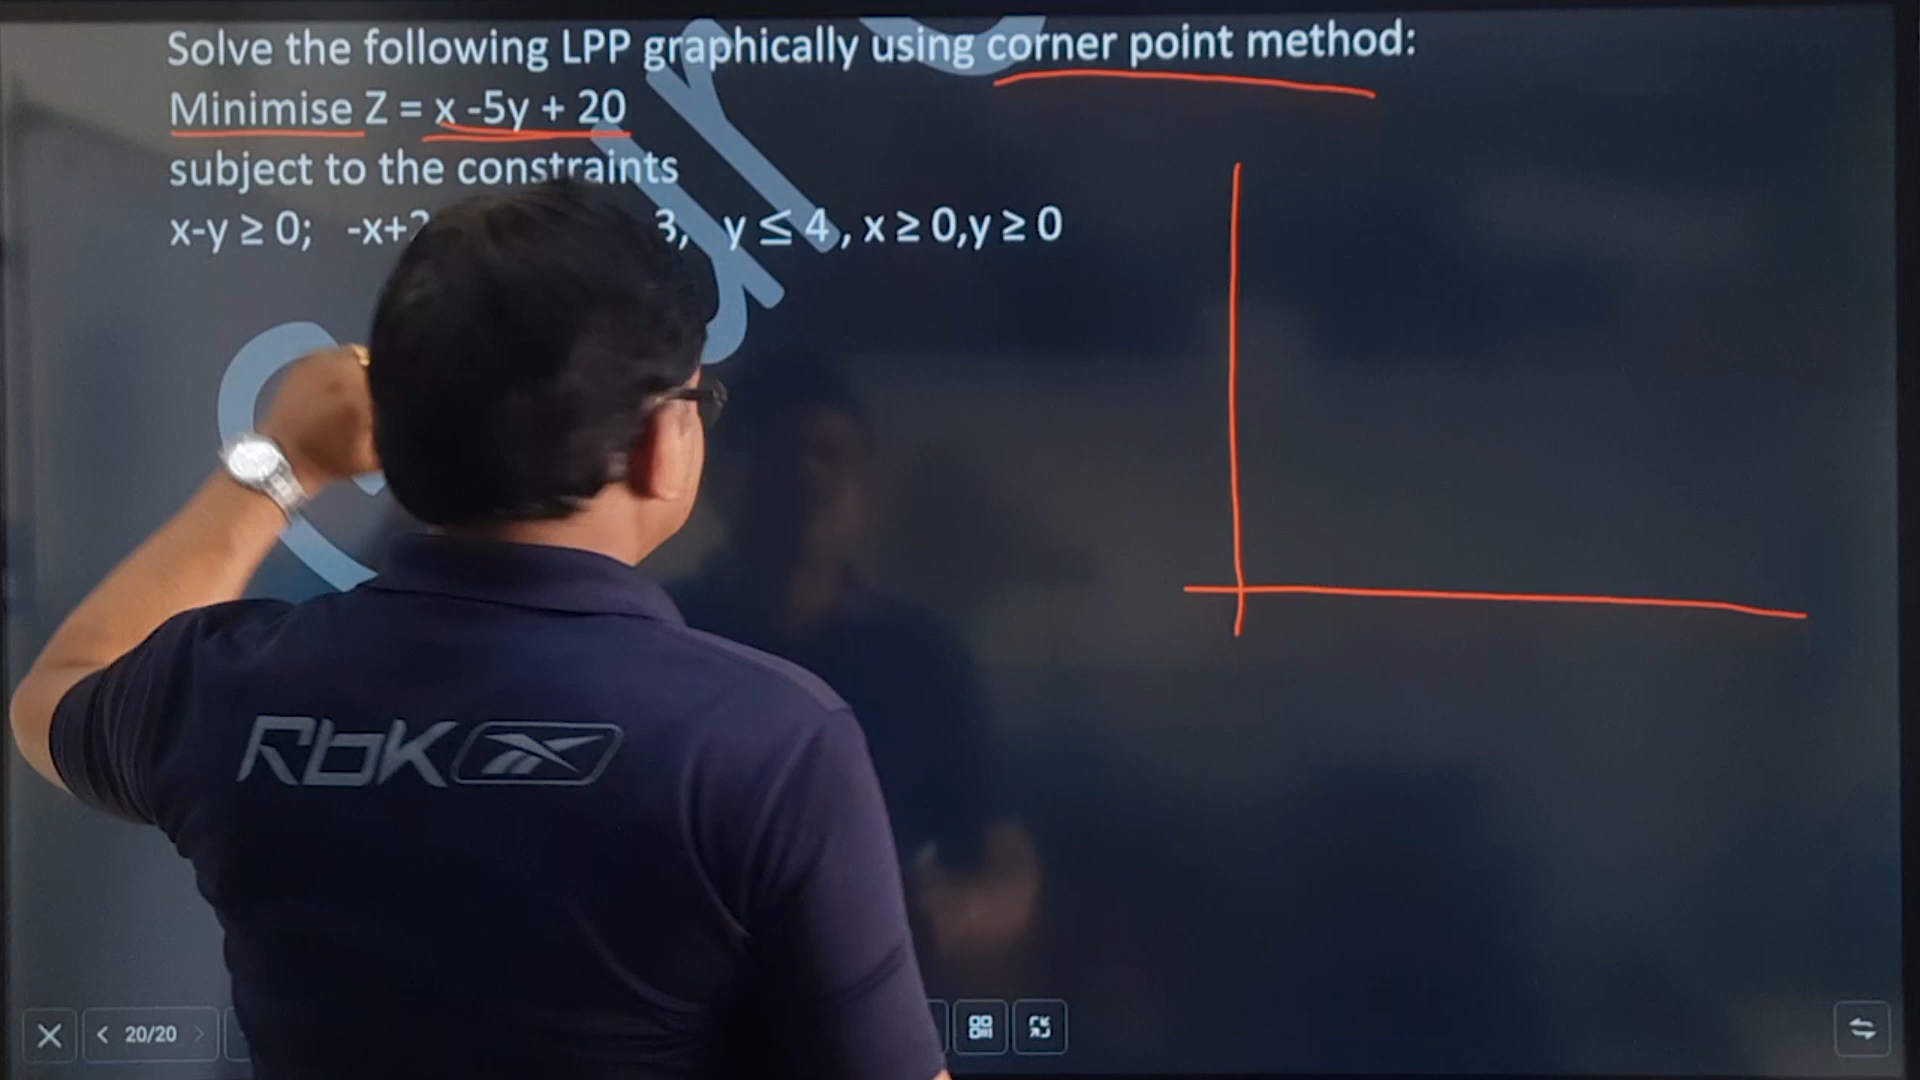 Solve the following LPP graphically using corner point method:
Minimise Z = x -5y + 20
subject to the constraints
x-y ≥ 0; -x+2 3, y ≤ 4 , x ≥ 0,y ≥ 0
RbK
20/20